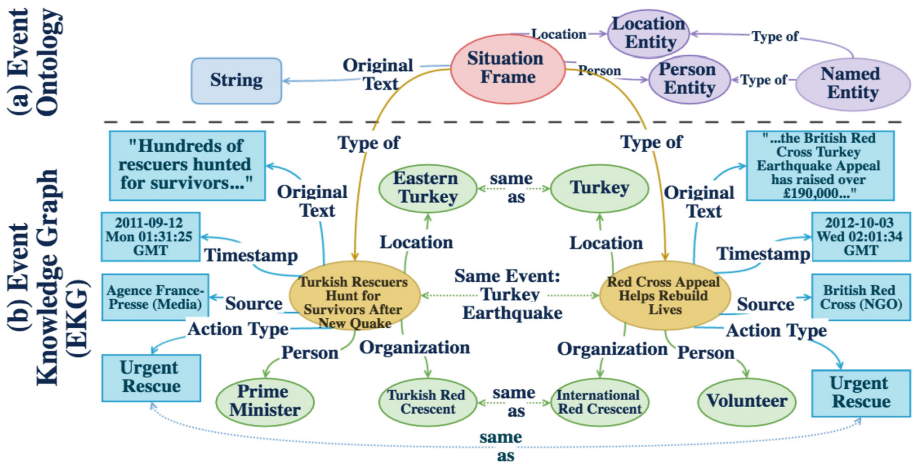 (a) Event
Ontology
String
Original
Text
Situation
Frame
Location
Location
Entity
Person
Person
Entity
Type of
Type of
Named
Entity
(b) Event
Knowledge Graph
(EKG)
Type of
Type of
"Hundreds of
rescuers hunted
for survivors..."
Original
Text
Eastern
Turkey
same
as
Turkey
Original
Text
"...the British Red
Cross Turkey
Earthquake Appeal
has raised over
£190,000..."
2011-09-12
Mon 01:31:25
GMT
Timestamp
Location
Location
Timestamp
2012-10-03
Wed 02:01:34
GMT
Agence France-
Presse (Media)
Source
Turkish Rescuers
Hunt for
Survivors After
New Quake
Same Event:
Turkey
Earthquake
Red Cross Appeal
Helps Rebuild
Lives
Source
British Red
Cross (NGO)
Action Type
Action Type
Urgent
Rescue
Person
Organization
Organization
Person
Urgent
Rescue
Prime
Minister
Turkish Red
Crescent
same
as
International
Red Crescent
Volunteer
same
as